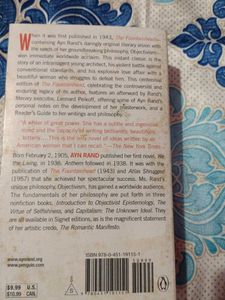 When it was first published in 1943, The Fountainhead—
containing Ayn Rand's daringly original literary vision with
the seeds of her groundbreaking philosophy, Objectivism—
won immediate worldwide acclaim. This instant classic is the
story of an intransigent young architect, his violent battle against
conventional standards, and his explosive love affair with a
beautiful woman who struggles to defeat him. This centennial
edition of The Fountainhead, celebrating the controversial and
enduring legacy of its author, features an afterword by Rand's
literary executor, Leonard Peikoff, offering some of Ayn Rand's
personal notes on the development of her masterwork, and a
Reader's Guide to her writings and philosophy.
"A writer of great power. She has a subtle and ingenious
mind and the capacity of writing brilliantly, beautifully,
bitterly....This is the only novel of ideas written by an
American woman that I can recall."—The New York Times
Born February 2, 1905, AYN RAND published her first novel, We
the Living, in 1936. Anthem followed in 1938. It was with the
publication of The Fountainhead (1943) and Atlas Shrugged
(1957) that she achieved her spectacular success. Ms. Rand's
unique philosophy, Objectivism, has gained a worldwide audience.
The fundamentals of her philosophy are put forth in three
nonfiction books, Introduction to Objectivist Epistemology, The
Virtue of Selfishness, and Capitalism: The Unknown Ideal. They
are all available in Signet editions, as is the magnificent statement
of her artistic credo, The Romantic Manifesto.
www.aynrand.org
www.penguin.com
$9.99 U.S.
$10.99 CAN.
ISBN 978-0-451-19115-1